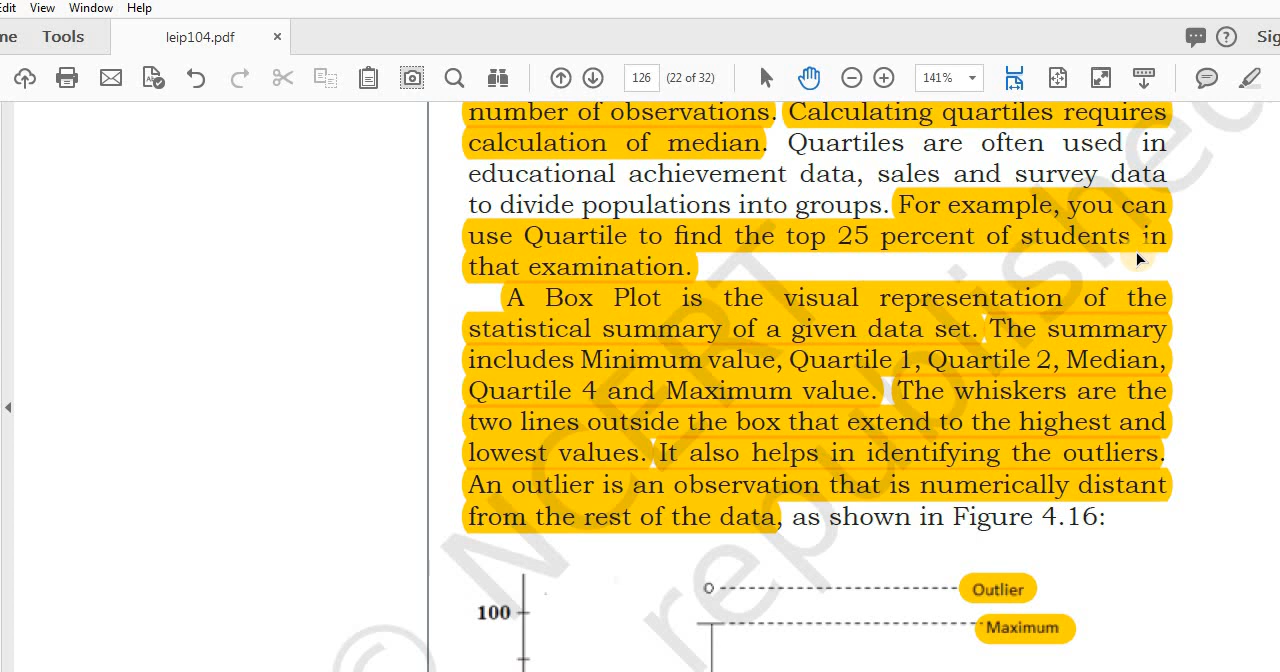 Edit View Window Help
me Tools leip104.pdf × ? Sig
126 (22 of 32) 141%
number of observations. Calculating quartiles requires
calculation of median. Quartiles are often used in
educational achievement data, sales and survey data
to divide populations into groups. For example, you can
use Quartile to find the top 25 percent of students in
that examination.
A Box Plot is the visual representation of the
statistical summary of a given data set. The summary
includes Minimum value, Quartile 1, Quartile 2, Median,
Quartile 4 and Maximum value. The whiskers are the
two lines outside the box that extend to the highest and
lowest values. It also helps in identifying the outliers.
An outlier is an observation that is numerically distant
from the rest of the data, as shown in Figure 4.16:
Outlier
100
Maximum
© NCERT
republished